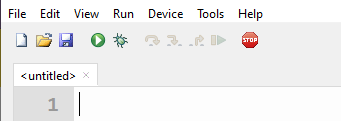 File Edit View Run Device Tools Help
STOP
<untitled> ×
1